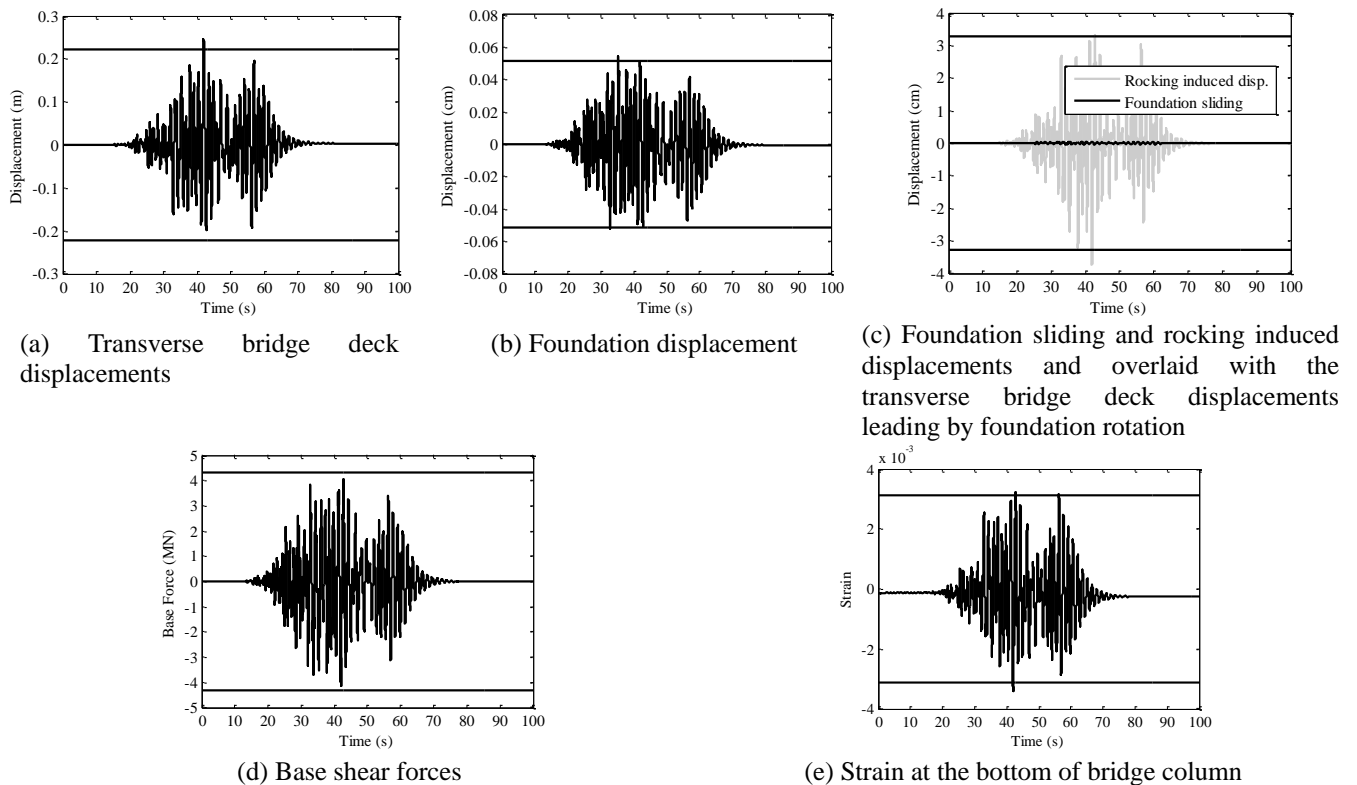 0.3
0.2
0.1
0
-0.1
-0.2
-0.3
Displacement (m)
0 10 20 30 40 50 60 70 80 90 100
Time (s)
(a) Transverse bridge deck
displacements
0.08
0.06
0.04
0.02
0
-0.02
-0.04
-0.06
-0.08
Displacement (cm)
0 10 20 30 40 50 60 70 80 90 100
Time (s)
(b) Foundation displacement
4
3
2
1
0
-1
-2
-3
-4
Displacement (cm)
Rocking induced disp.
Foundation sliding
0 10 20 30 40 50 60 70 80 90 100
Time (s)
(c) Foundation sliding and rocking induced
displacements and overlaid with the
transverse bridge deck displacements
leading by foundation rotation
5
4
3
2
1
0
-1
-2
-3
-4
-5
Base Force (MN)
0 10 20 30 40 50 60 70 80 90 100
Time (s)
(d) Base shear forces
x 10-3
4
2
0
-2
-4
Strain
0 10 20 30 40 50 60 70 80 90 100
Time (s)
(e) Strain at the bottom of bridge column